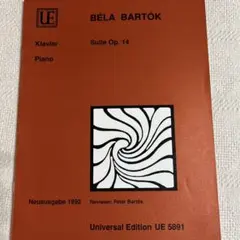 UE
BÉLA BARTÓK
Klavier
Suite Op. 14
Piano
Neuausgabe 1992
Revision: Peter Bartók
Universal Edition UE 5891